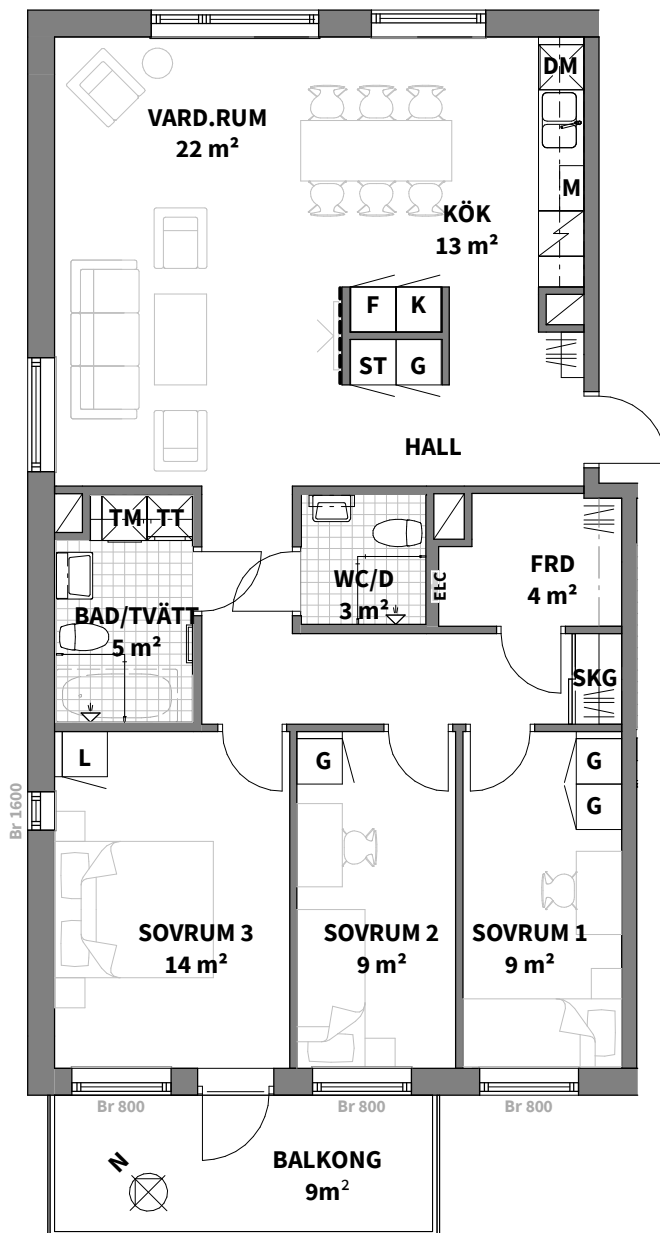 DM
VARD.RUM
22 m²
M
KÖK
13 m²
F K
ST G
HALL
TM TT
WC/D
3 m²
ELC
FRD
4 m²
BAD/TVÄTT
5 m²
SKG
L
G
G
G
Br 1600
SOVRUM 3
14 m²
SOVRUM 2
9 m²
SOVRUM 1
9 m²
Br 800
Br 800
Br 800
N
BALKONG
9m²